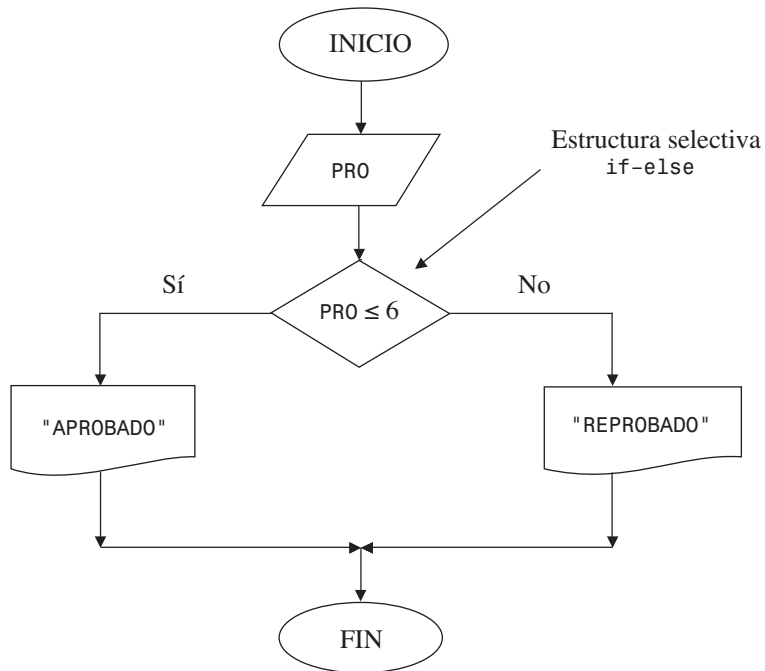 INICIO
PRO
Estructura selectiva
if-else
Sí
PRO ≤ 6
No
"APROBADO"
"REPROBADO"
FIN